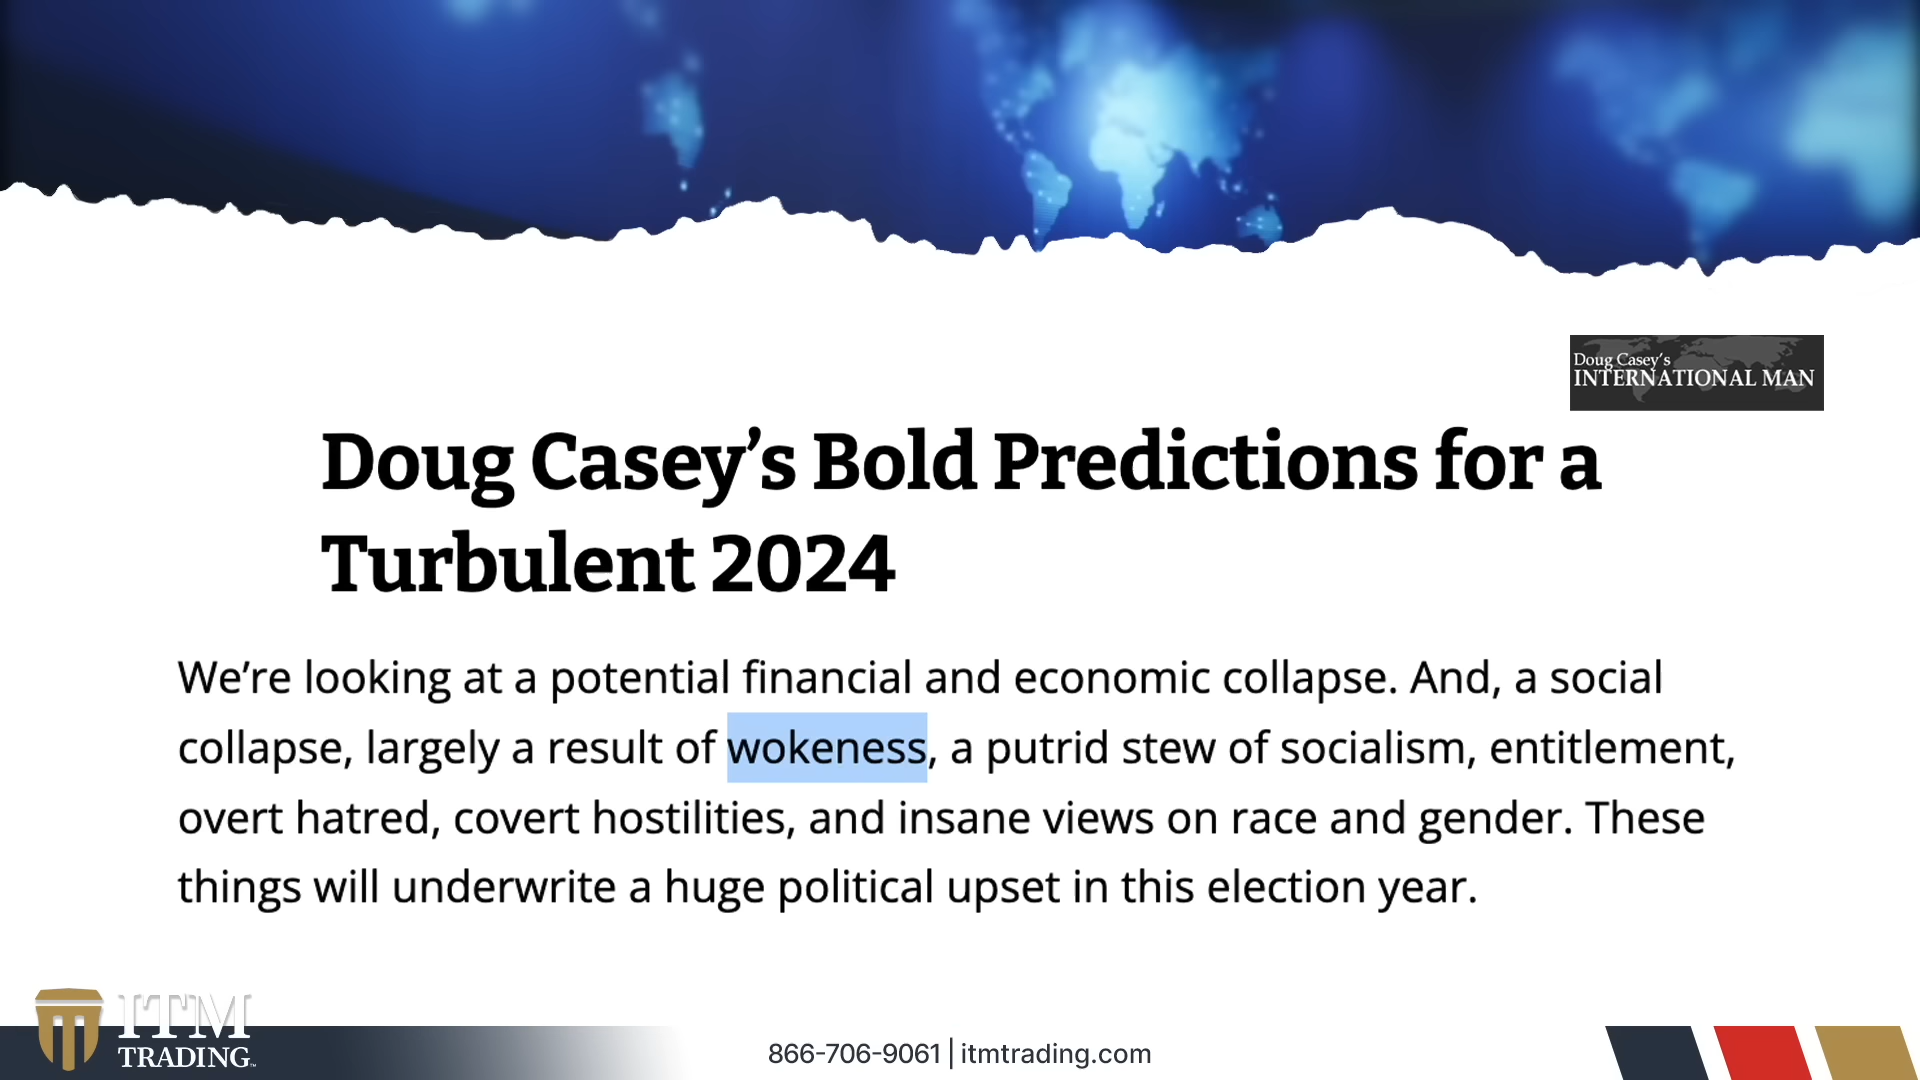 Doug Casey's
INTERNATIONAL MAN
Doug Casey’s Bold Predictions for a
Turbulent 2024
We’re looking at a potential financial and economic collapse. And, a social
collapse, largely a result of wokeness, a putrid stew of socialism, entitlement,
overt hatred, covert hostilities, and insane views on race and gender. These
things will underwrite a huge political upset in this election year.
ITM
TRADING™
866-706-9061 | itmtrading.com